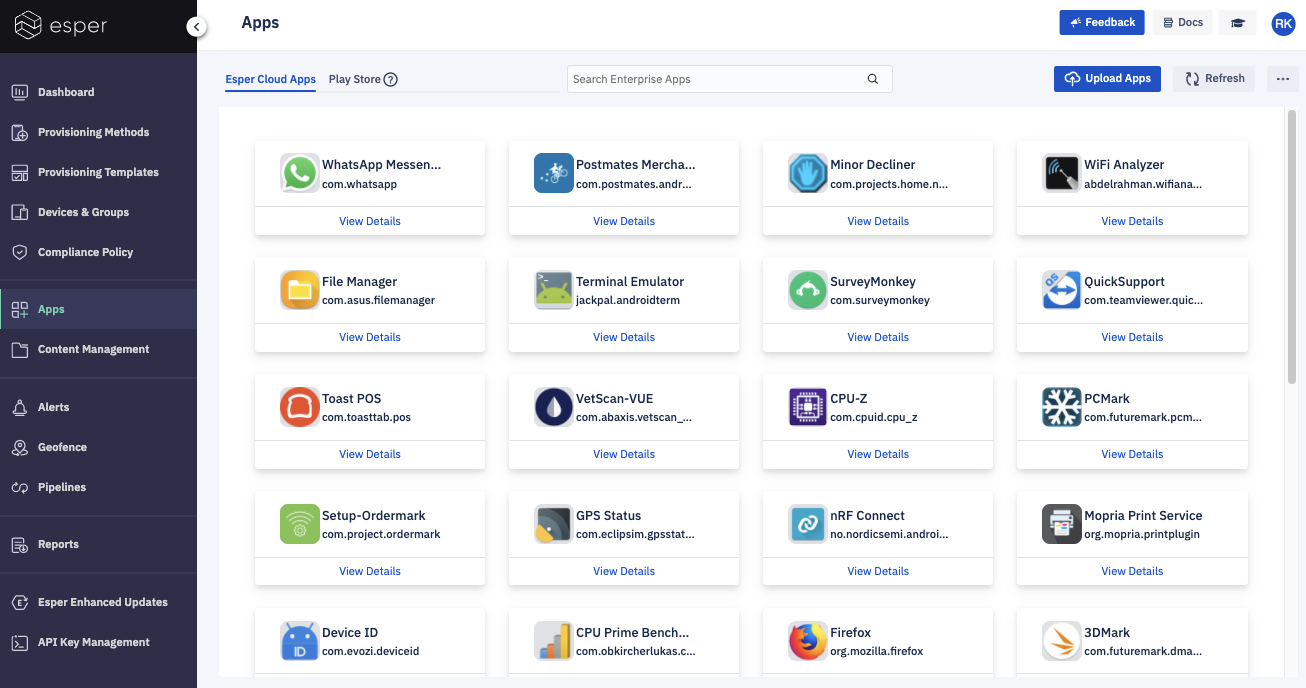 esper
Apps
Feedback
Docs
RK
Dashboard
Provisioning Methods
Provisioning Templates
Devices & Groups
Compliance Policy
Apps
Content Management
Alerts
Geofence
Pipelines
Reports
Esper Enhanced Updates
API Key Management
Esper Cloud Apps
Play Store ?
Search Enterprise Apps
Upload Apps
Refresh
...
WhatsApp Messen...
com.whatsapp
View Details
Postmates Mercha...
com.postmates.andr...
View Details
Minor Decliner
com.projects.home.n...
View Details
WiFi Analyzer
abdelrahman.wifiana...
View Details
File Manager
com.asus.filemanager
View Details
Terminal Emulator
jackpal.androidterm
View Details
SurveyMonkey
com.surveymonkey
View Details
QS
QuickSupport
com.teamviewer.quic...
View Details
Toast POS
com.toasttab.pos
View Details
VetScan-VUE
com.abaxis.vetscan_...
View Details
CPU-Z
com.cpuid.cpu_z
View Details
PCMark
com.futuremark.pcm...
View Details
Setup-Ordermark
com.project.ordermark
View Details
GPS Status
com.eclipsim.gpsstat...
View Details
nRF Connect
no.nordicsemi.androi...
View Details
Mopria Print Service
org.mopria.printplugin
View Details
ID
Device ID
com.evozi.deviceid
CPU Prime Bench...
com.obkircherlukas.c...
Firefox
org.mozilla.firefox
3DMark
com.futuremark.dma...